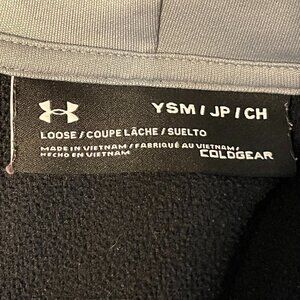 YSM / JP / CH
LOOSE / COUPE LÂCHE / SUELTO
MADE IN VIETNAM / FABRIQUÉ AU VIETNAM /
HECHO EN VIETNAM
COLDGEAR